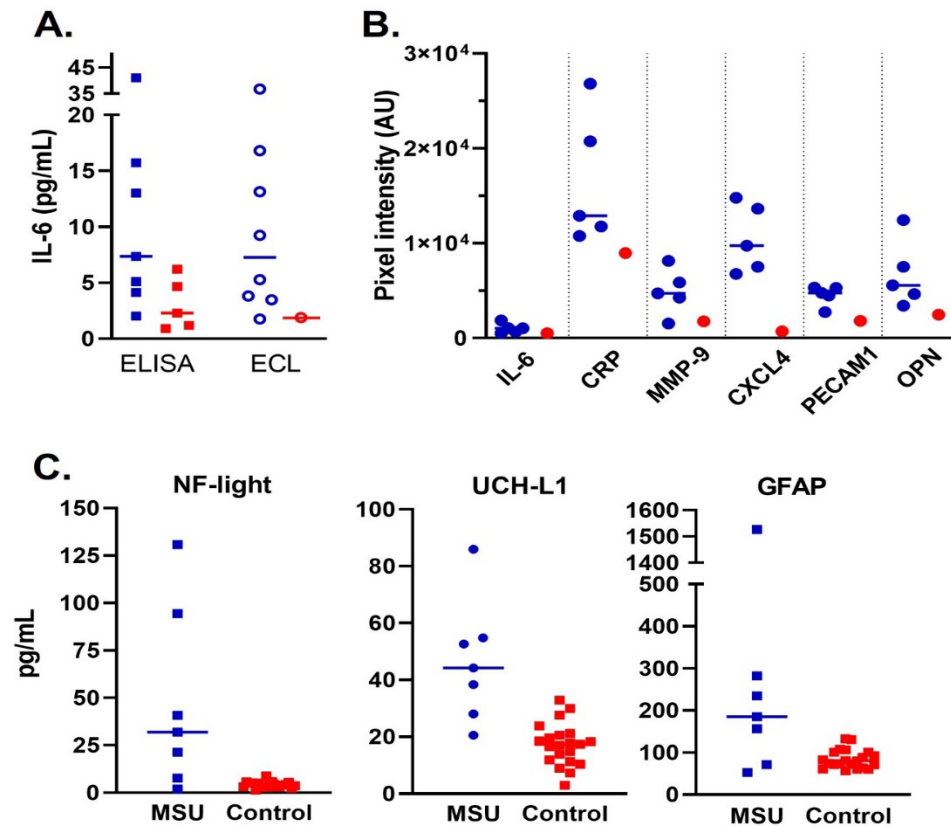 A.
IL-6 (pg/mL)
45
35
20
15
10
5
0
ELISA
ECL
B.
Pixel intensity (AU)
3×10⁴
2×10⁴
1×10⁴
0
IL-6
CRP
MMP-9
CXCL4
PECAM1
OPN
C.
pg/mL
NF-light
150
125
100
75
50
25
0
MSU
Control
UCH-L1
100
80
60
40
20
0
MSU
Control
GFAP
1600
1500
1400
500
400
300
200
100
0
MSU
Control